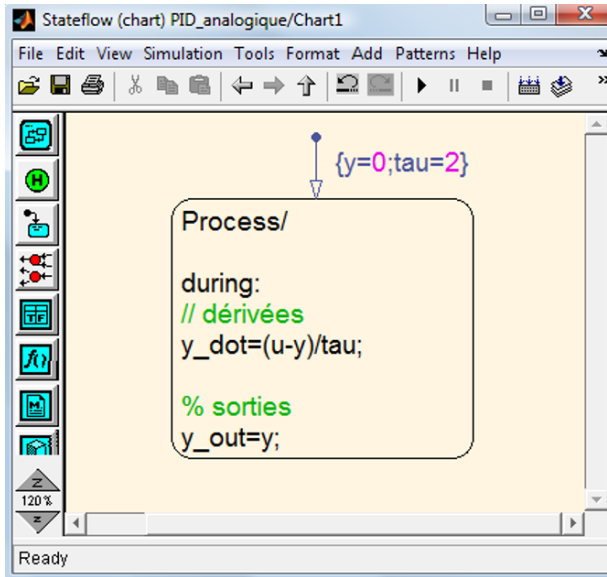 Stateflow (chart) PID_analogique/Chart1
File Edit View Simulation Tools Format Add Patterns Help
{y=0;tau=2}
Process/
during:
// dérivées
y_dot=(u-y)/tau;
% sorties
y_out=y;
H
TF
f()
M
Z
120 %
z
Ready